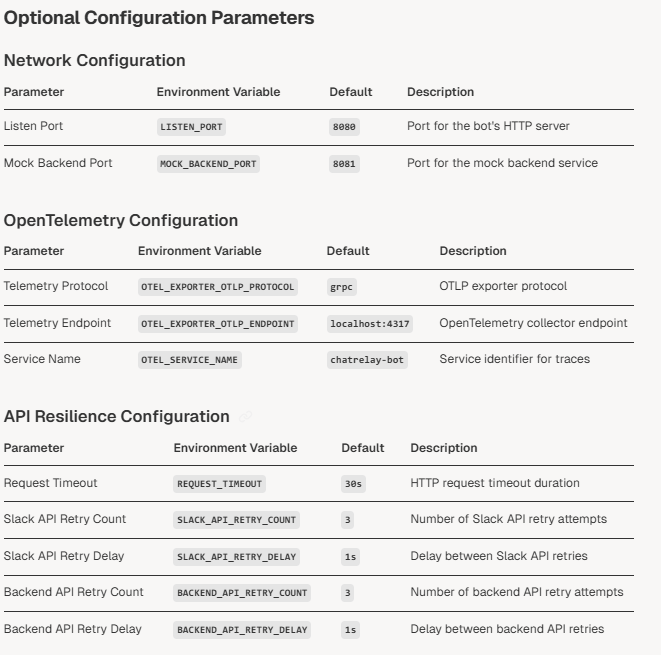 Optional Configuration Parameters
Network Configuration
Parameter Environment Variable Default Description
Listen Port LISTEN_PORT 8080 Port for the bot's HTTP server
Mock Backend Port MOCK_BACKEND_PORT 8081 Port for the mock backend service
OpenTelemetry Configuration
Parameter Environment Variable Default Description
Telemetry Protocol OTEL_EXPORTER_OTLP_PROTOCOL grpc OTLP exporter protocol
Telemetry Endpoint OTEL_EXPORTER_OTLP_ENDPOINT localhost:4317 OpenTelemetry collector endpoint
Service Name OTEL_SERVICE_NAME chatrelay-bot Service identifier for traces
API Resilience Configuration
Parameter Environment Variable Default Description
Request Timeout REQUEST_TIMEOUT 30s HTTP request timeout duration
Slack API Retry Count SLACK_API_RETRY_COUNT 3 Number of Slack API retry attempts
Slack API Retry Delay SLACK_API_RETRY_DELAY 1s Delay between Slack API retries
Backend API Retry Count BACKEND_API_RETRY_COUNT 3 Number of backend API retry attempts
Backend API Retry Delay BACKEND_API_RETRY_DELAY 1s Delay between backend API retries